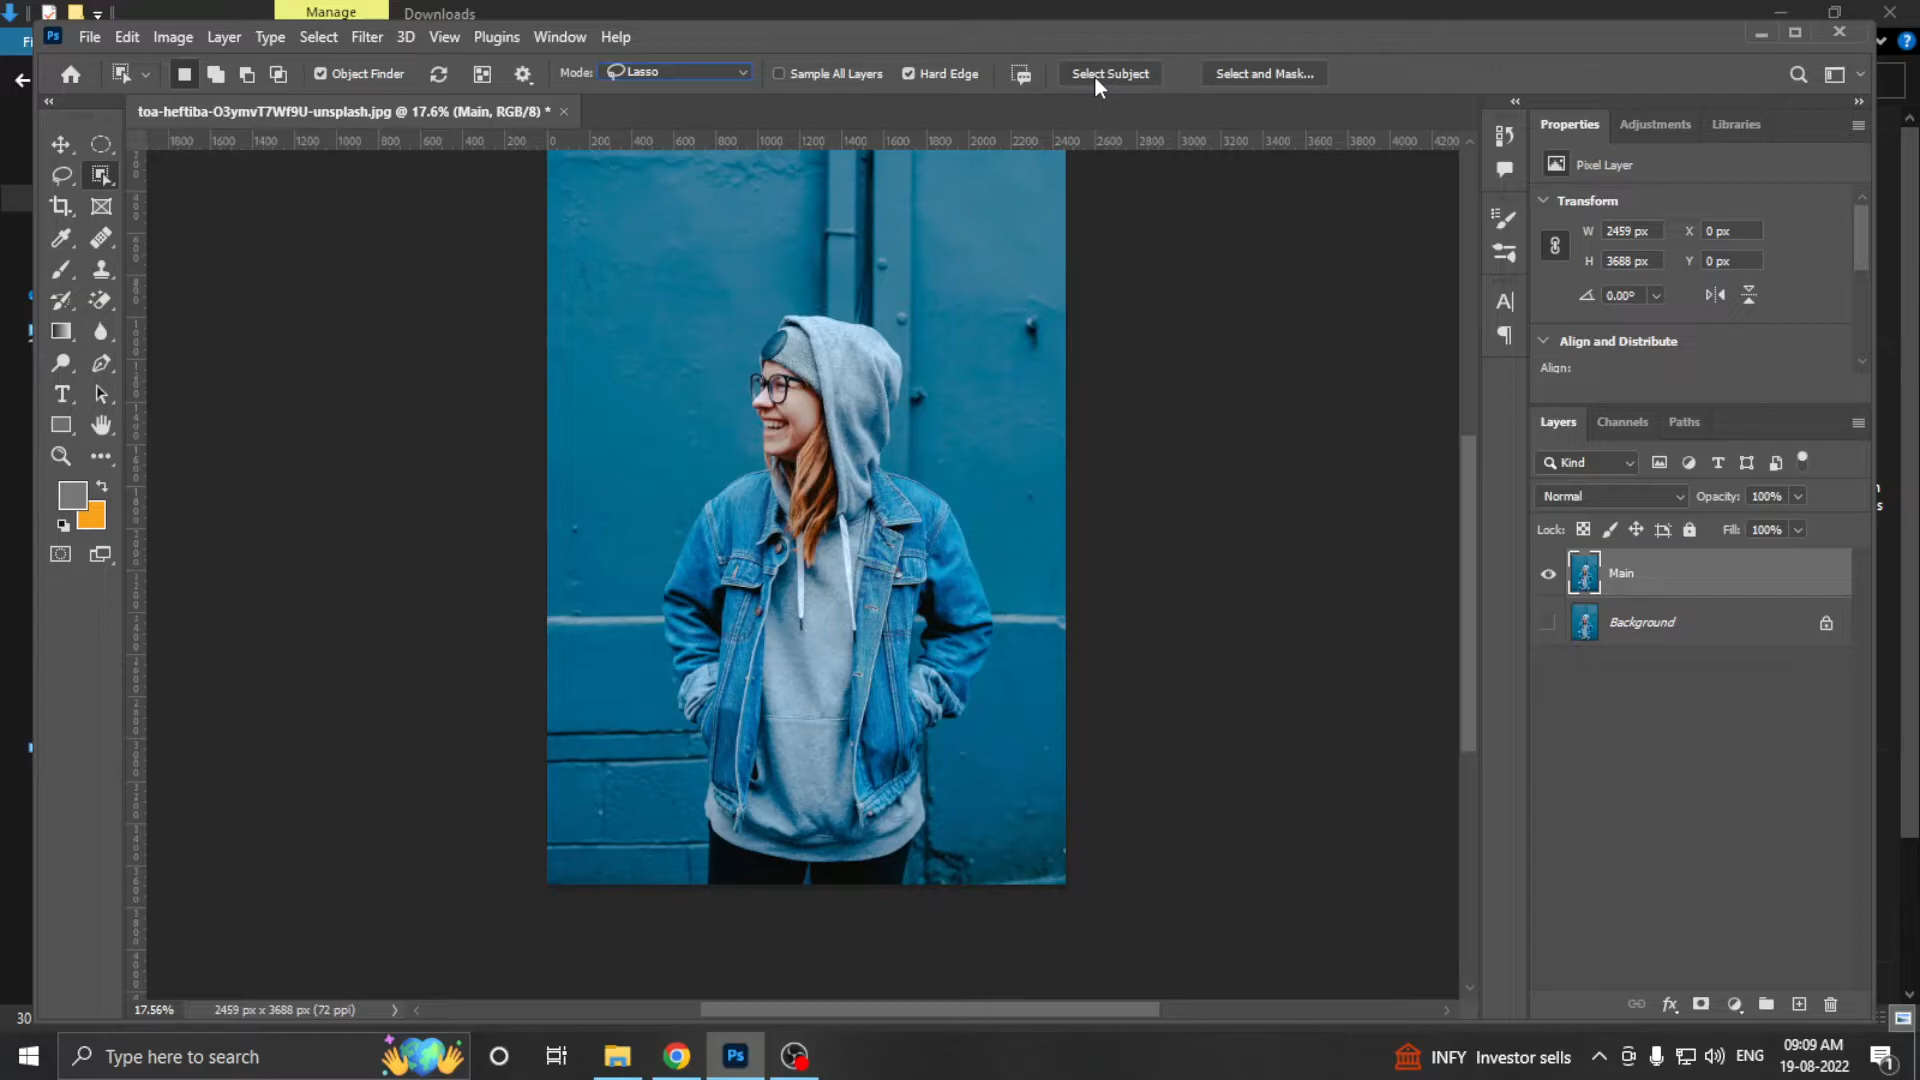 Manage
Downloads
Fi
Ps
File
Edit
Image
Layer
Type
Select
Filter
3D
View
Plugins
Window
Help
Object Finder
Mode:
Lasso
Sample All Layers
Hard Edge
Select Subject
Select and Mask...
toa-heftiba-O3ymvT7Wf9U-unsplash.jpg @ 17.6% (Main, RGB/8) *
1800 1600 1400 1200 1000 800 600 400 200 0 200 400 600 800 1000 1200 1400 1600 1800 2000 2200 2400 2600 2800 3000 3200 3400 3600 3800 4000 4200
Properties
Adjustments
Libraries
Pixel Layer
Transform
W 2459 px X 0 px
H 3688 px Y 0 px
0.00°
Align and Distribute
Align:
Layers
Channels
Paths
Kind
Normal
Opacity: 100%
Lock:
Fill: 100%
Main
Background
17.56%
2459 px x 3688 px (72 ppi)
30
Type here to search
Ps
INFY Investor sells
ENG
09:09 AM
19-08-2022
1